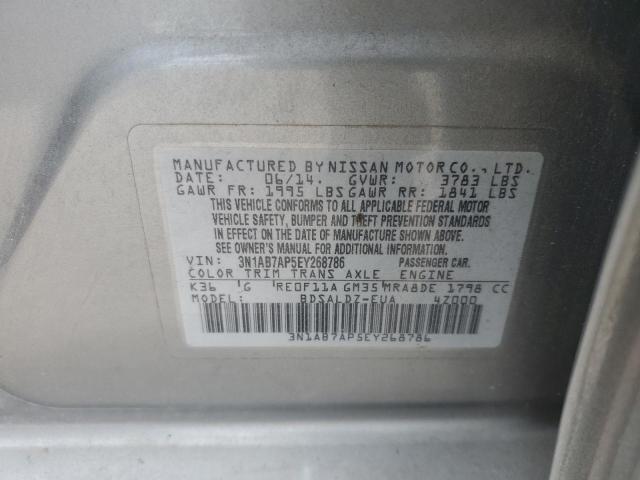 MANUFACTURED BY NISSAN MOTOR CO., LTD.
DATE: 06/14. GVWR: 3783 LBS
GAWR FR: 1995 LBS GAWR RR: 1841 LBS
THIS VEHICLE CONFORMS TO ALL APPLICABLE FEDERAL MOTOR
VEHICLE SAFETY, BUMPER AND THEFT PREVENTION STANDARDS
IN EFFECT ON THE DATE OF MANUFACTURE SHOWN ABOVE.
SEE OWNER'S MANUAL FOR ADDITIONAL INFORMATION.
VIN: 3N1AB7AP5EY268786 PASSENGER CAR.
COLOR TRIM TRANS AXLE ENGINE
K36 G RE0F11A GM35 MRA8DE 1798 CC
MODEL: BDSALDZ-EUA 4Z000
3N1AB7AP5EY268786